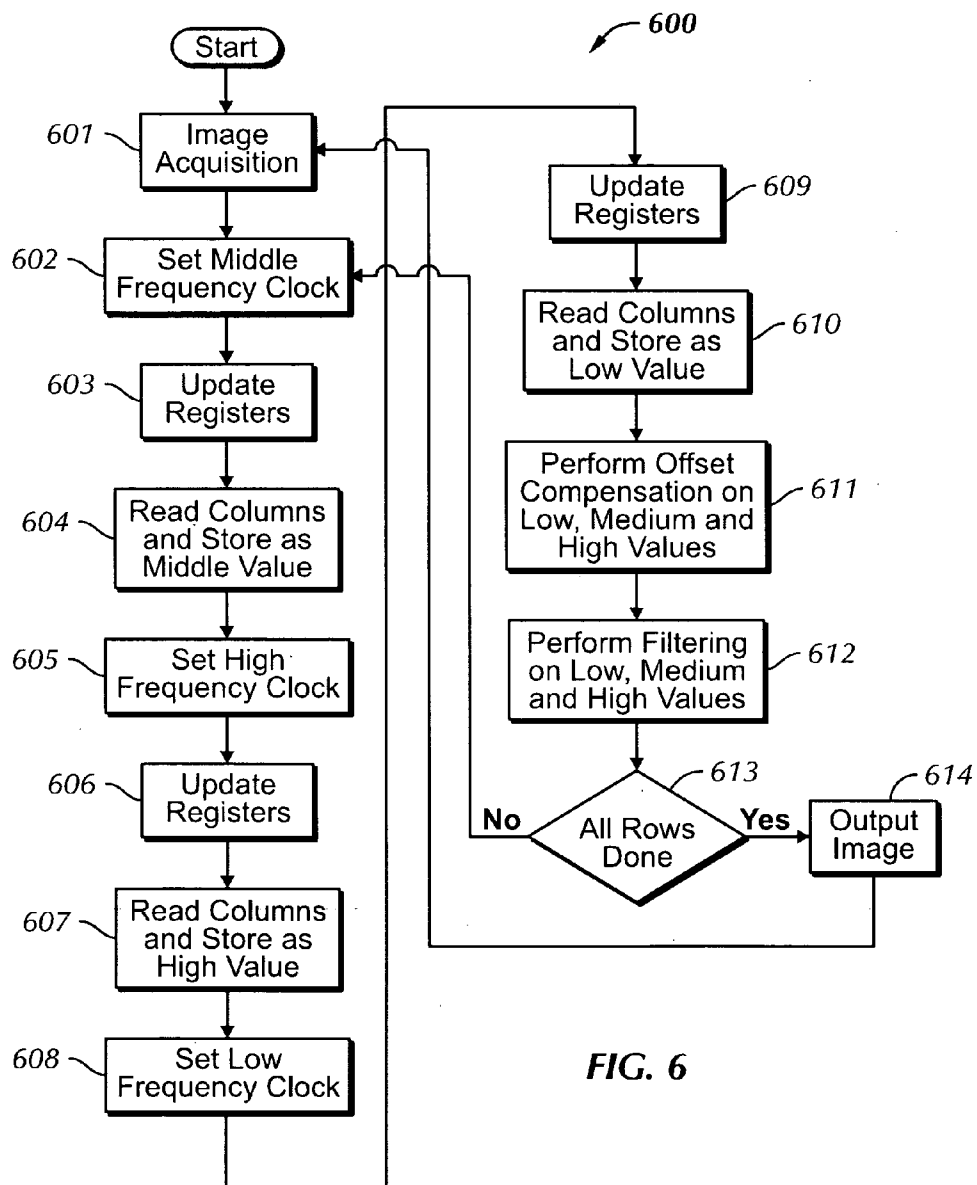 600
Start
601
Image
Acquisition
602
Set Middle
Frequency Clock
603
Update
Registers
604
Read Columns
and Store as
Middle Value
605
Set High
Frequency Clock
606
Update
Registers
607
Read Columns
and Store as
High Value
608
Set Low
Frequency Clock
Update
Registers
609
Read Columns
and Store as
Low Value
610
Perform Offset
Compensation on
Low, Medium and
High Values
611
Perform Filtering
on Low, Medium
and High Values
612
613
All Rows
Done
No
Yes
614
Output
Image
FIG. 6